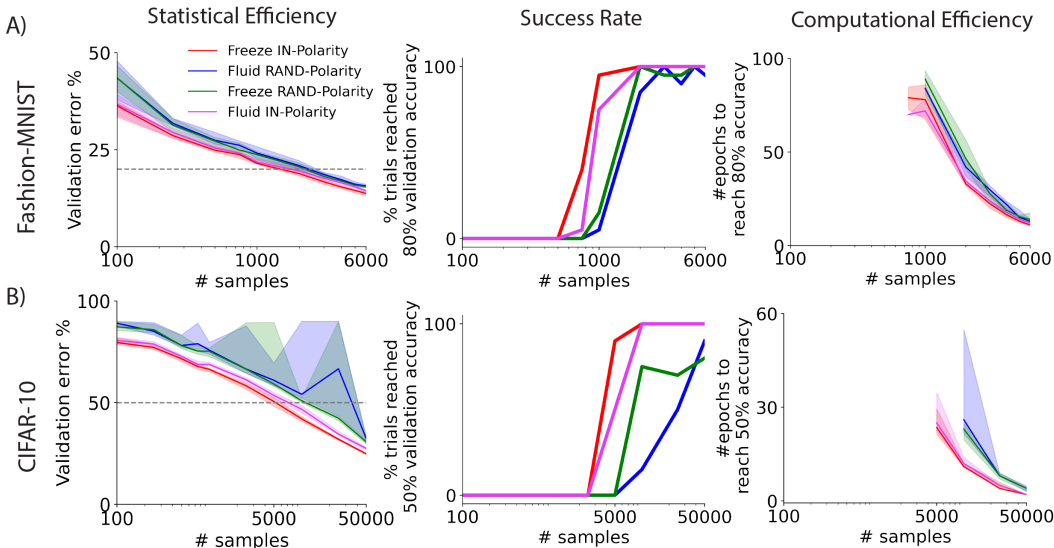 Statistical Efficiency
Success Rate
Computational Efficiency
A)
Fashion-MNIST
Validation error %
50
25
0
100
1000
6000
# samples
Freeze IN-Polarity
Fluid RAND-Polarity
Freeze RAND-Polarity
Fluid IN-Polarity
% trials reached
80% validation accuracy
100
50
0
100
1000
6000
# samples
#epochs to
reach 80% accuracy
100
50
0
1000
6000
# samples
B)
CIFAR-10
Validation error %
100
50
0
100
5000
50000
# samples
% trials reached
50% validation accuracy
100
50
0
100
5000
50000
# samples
#epochs to
reach 50% accuracy
60
30
0
5000
50000
# samples